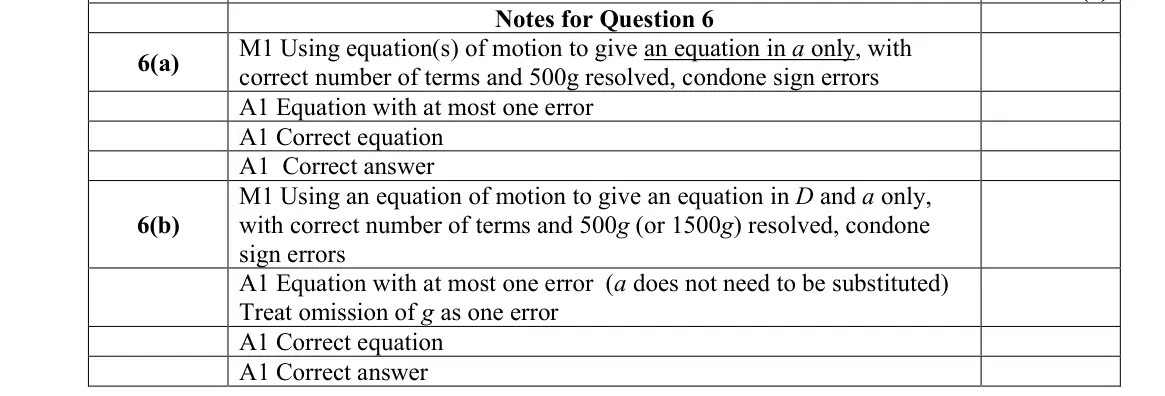 Notes for Question 6
6(a)
M1 Using equation(s) of motion to give an equation in a only, with
correct number of terms and 500g resolved, condone sign errors
A1 Equation with at most one error
A1 Correct equation
A1 Correct answer
6(b)
M1 Using an equation of motion to give an equation in D and a only,
with correct number of terms and 500g (or 1500g) resolved, condone
sign errors
A1 Equation with at most one error (a does not need to be substituted)
Treat omission of g as one error
A1 Correct equation
A1 Correct answer